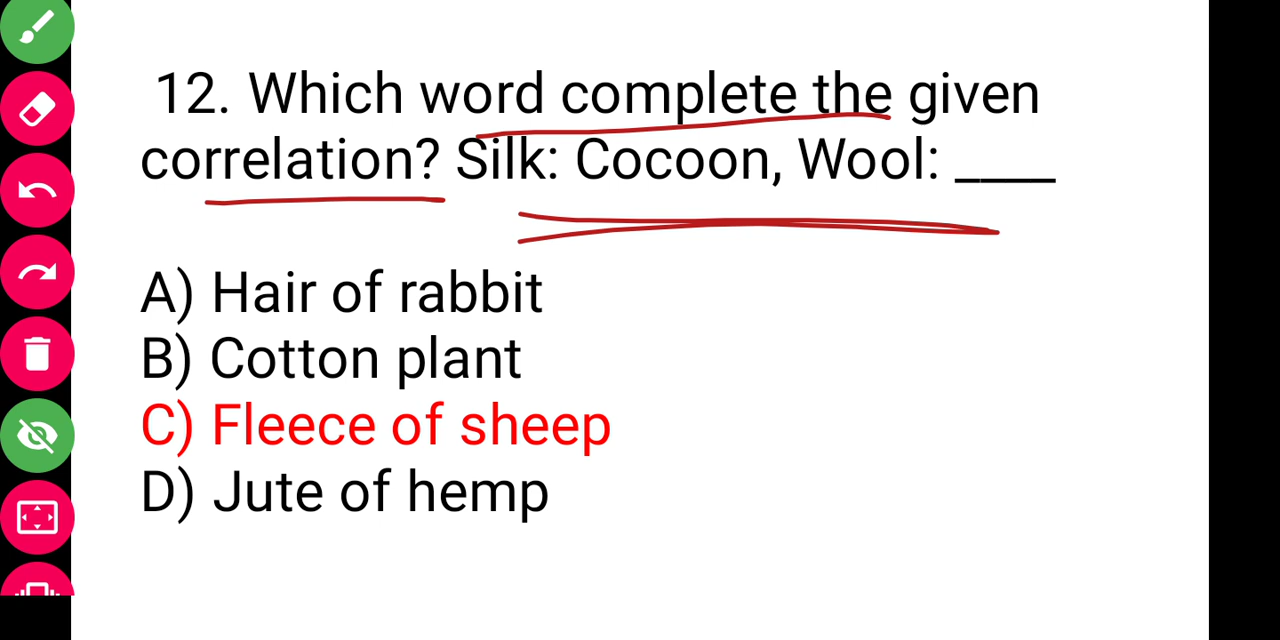 12. Which word complete the given
correlation? Silk: Cocoon, Wool: ____
A) Hair of rabbit
B) Cotton plant
C) Fleece of sheep
D) Jute of hemp